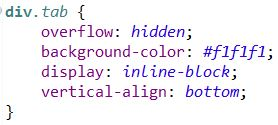 div.tab {
    overflow: hidden;
    background-color: #f1f1f1;
    display: inline-block;
    vertical-align: bottom;
}